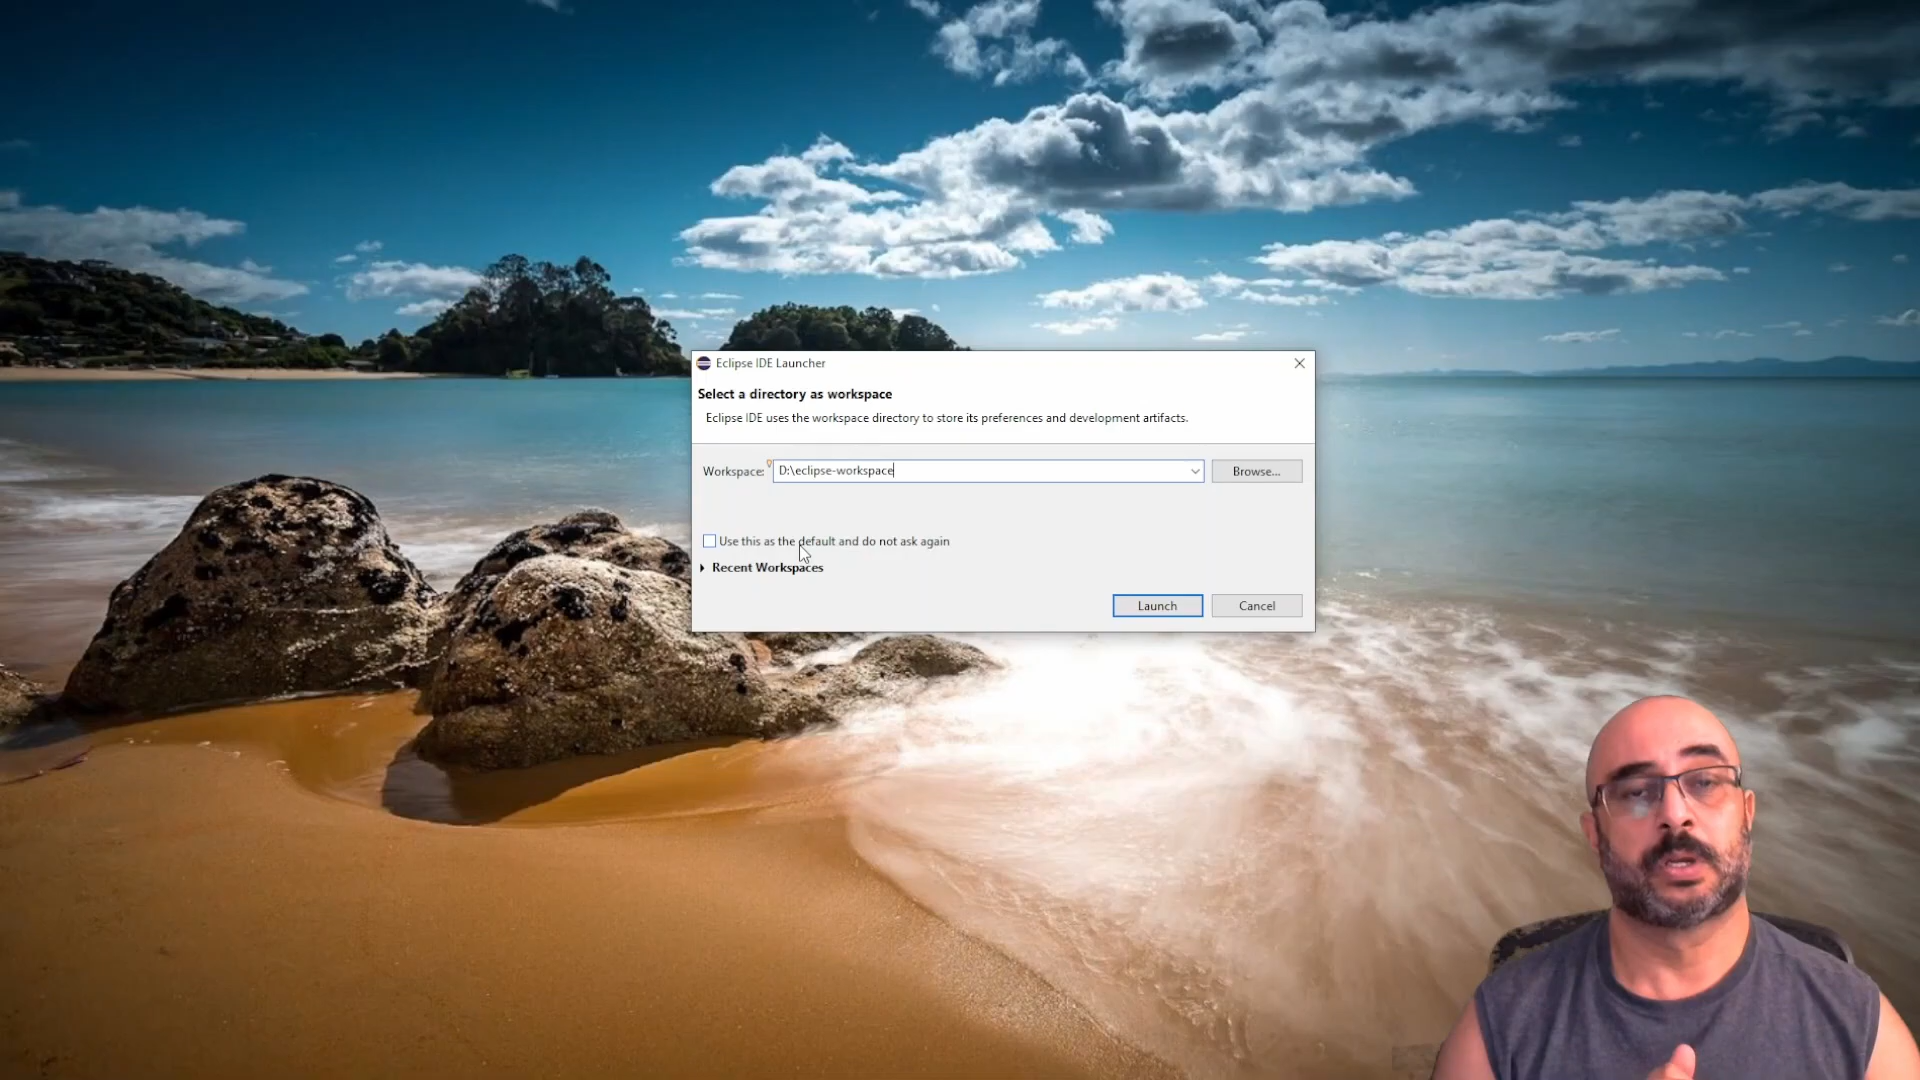 Eclipse IDE Launcher
Select a directory as workspace
Eclipse IDE uses the workspace directory to store its preferences and development artifacts.
Workspace: D:\eclipse-workspace Browse...
Use this as the default and do not ask again
Recent Workspaces
Launch Cancel